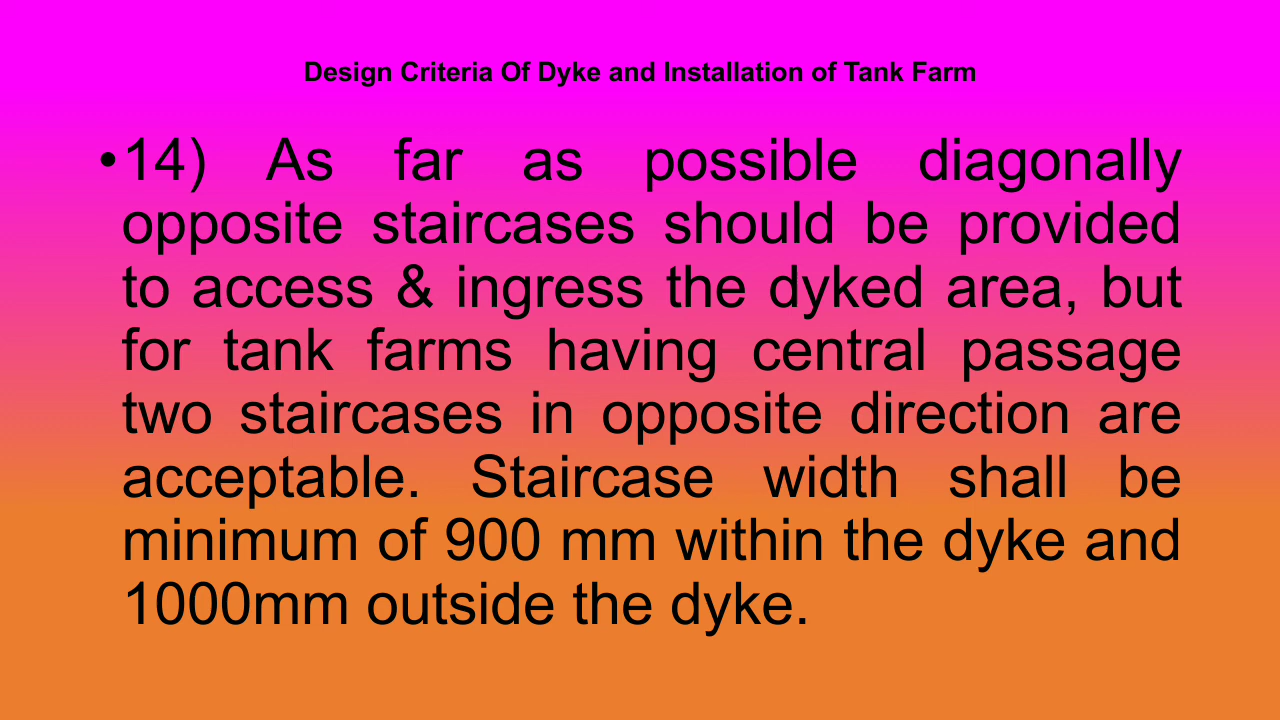 Design Criteria Of Dyke and Installation of Tank Farm
•14) As far as possible diagonally
opposite staircases should be provided
to access & ingress the dyked area, but
for tank farms having central passage
two staircases in opposite direction are
acceptable. Staircase width shall be
minimum of 900 mm within the dyke and
1000mm outside the dyke.